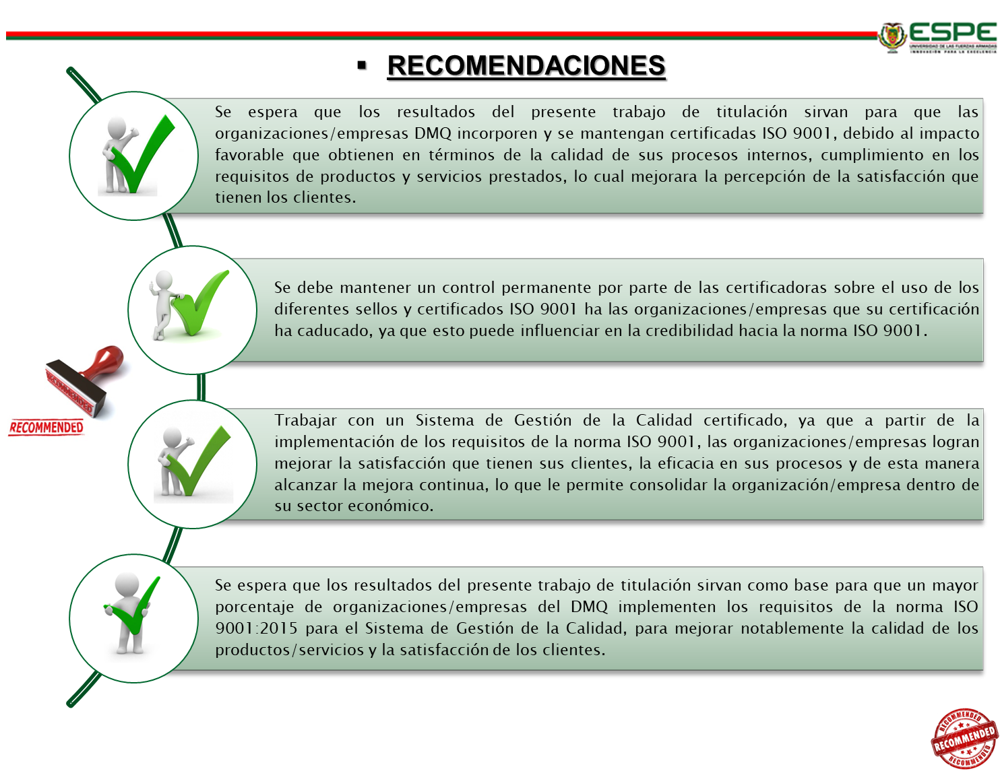 ESPE
UNIVERSIDAD DE LAS FUERZAS ARMADAS
INNOVACIÓN PARA LA EXCELENCIA
▪ RECOMENDACIONES
Se espera que los resultados del presente trabajo de titulación sirvan para que las
organizaciones/empresas DMQ incorporen y se mantengan certificadas ISO 9001, debido al impacto
favorable que obtienen en términos de la calidad de sus procesos internos, cumplimiento en los
requisitos de productos y servicios prestados, lo cual mejorara la percepción de la satisfacción que
tienen los clientes.
Se debe mantener un control permanente por parte de las certificadoras sobre el uso de los
diferentes sellos y certificados ISO 9001 ha las organizaciones/empresas que su certificación
ha caducado, ya que esto puede influenciar en la credibilidad hacia la norma ISO 9001.
RECOMMENDED
RECOMMENDED
Trabajar con un Sistema de Gestión de la Calidad certificado, ya que a partir de la
implementación de los requisitos de la norma ISO 9001, las organizaciones/empresas logran
mejorar la satisfacción que tienen sus clientes, la eficacia en sus procesos y de esta manera
alcanzar la mejora continua, lo que le permite consolidar la organización/empresa dentro de
su sector económico.
Se espera que los resultados del presente trabajo de titulación sirvan como base para que un mayor
porcentaje de organizaciones/empresas del DMQ implementen los requisitos de la norma ISO
9001:2015 para el Sistema de Gestión de la Calidad, para mejorar notablemente la calidad de los
productos/servicios y la satisfacción de los clientes.
RECOMMENDED
RECOMMENDED
RECOMMENDED